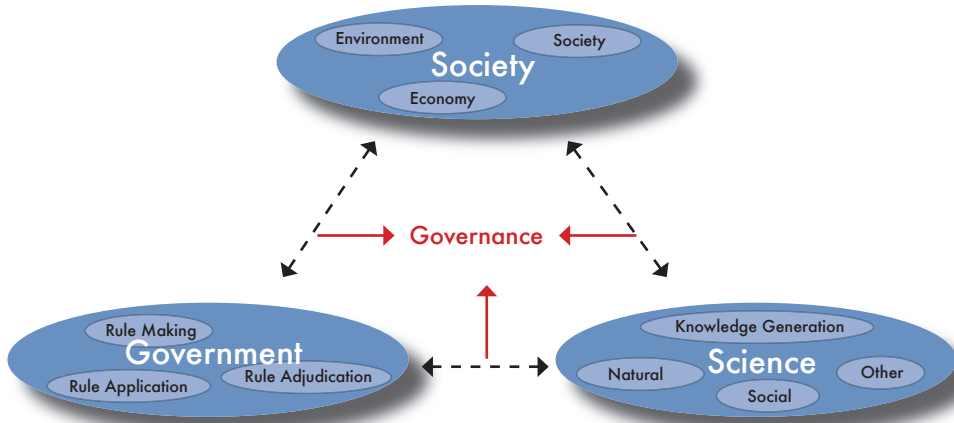 Environment
Society
Society
Economy
Governance
Rule Making
Government
Rule Application
Rule Adjudication
Knowledge Generation
Science
Natural
Other
Social